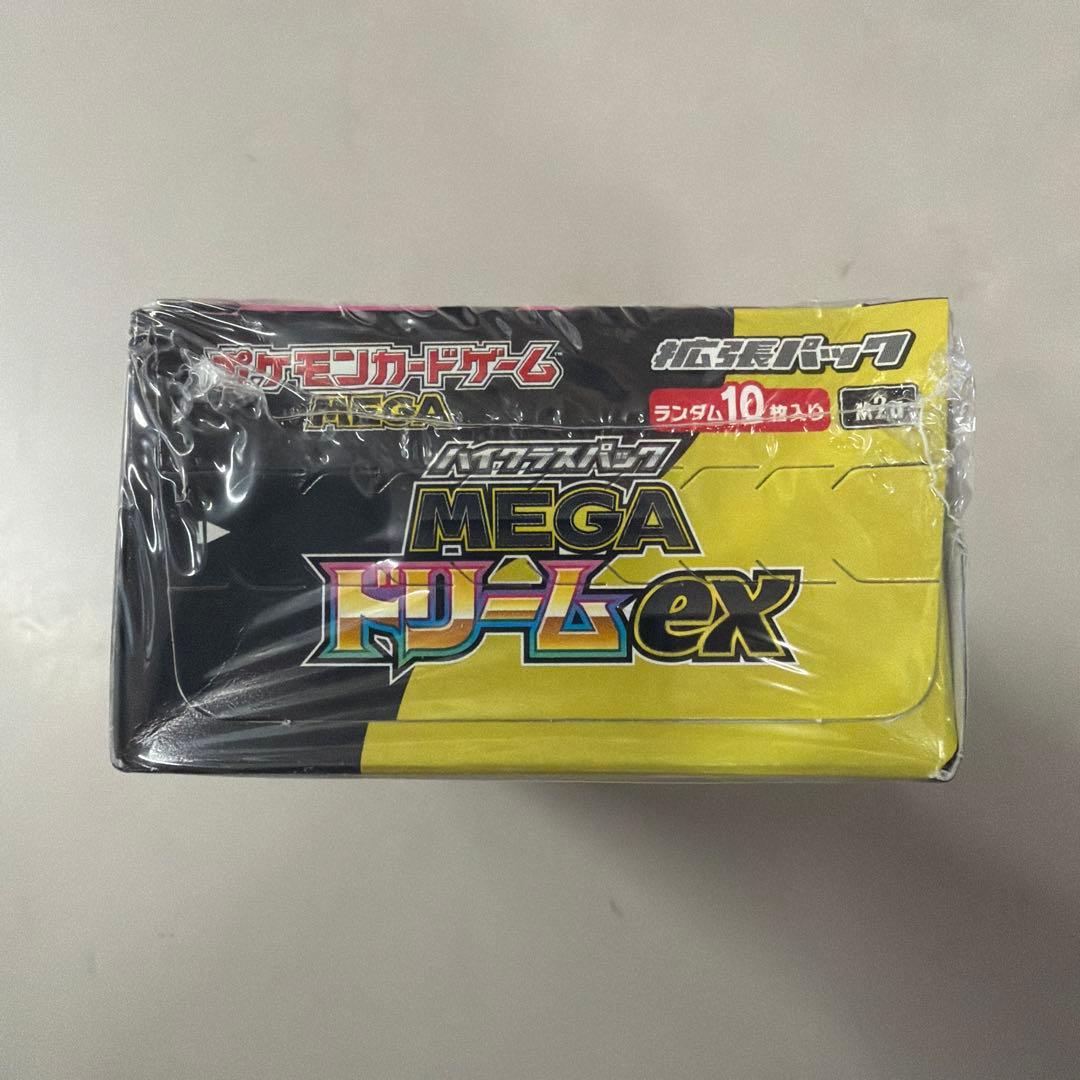 ポケモンカードゲーム
MEGA
拡張パック
ランダム10枚入り
ハイクラスパック
MEGA
ドリームex